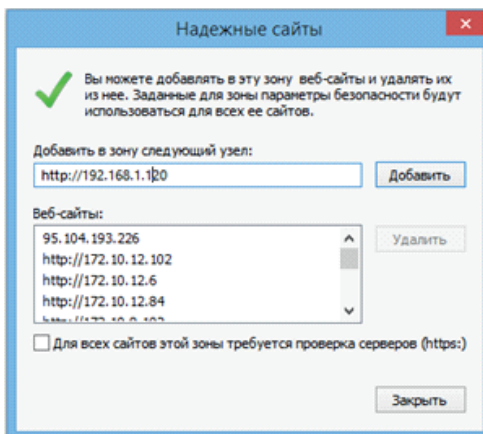 Надежные сайты
Вы можете добавлять в эту зону веб-сайты и удалять их
из нее. Заданные для зоны параметры безопасности будут
использоваться для всех ее сайтов.
Добавить в зону следующий узел:
http://192.168.1.120
Добавить
Веб-сайты:
95.104.193.226
Удалить
http://172.10.12.102
http://172.10.12.6
http://172.10.12.84
Для всех сайтов этой зоны требуется проверка серверов (https:)
Закрыть